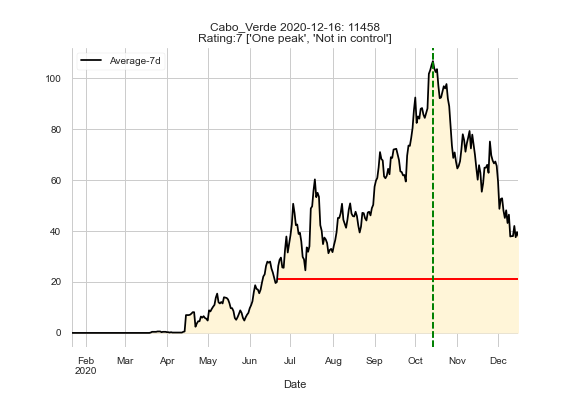 Cabo_Verde 2020-12-16: 11458
Rating:7 ['One peak', 'Not in control']
Average-7d
100
80
60
40
20
0
Feb Mar Apr May Jun Jul Aug Sep Oct Nov Dec
2020
Date